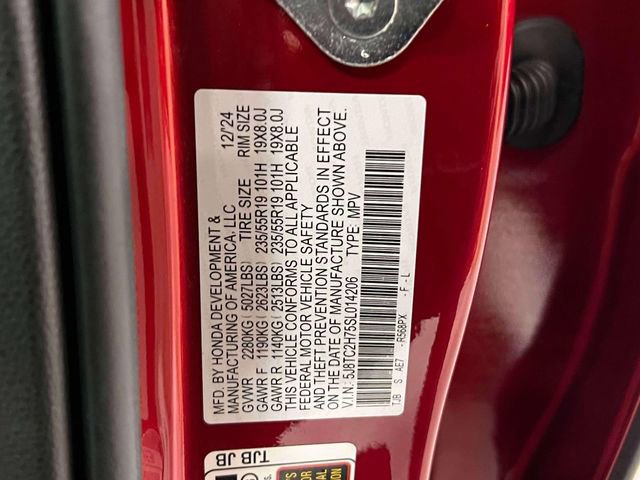 MFD. BY HONDA DEVELOPMENT &
MANUFACTURING OF AMERICA, LLC 12/'24
GVWR 2280KG ( 5027LBS) TIRE SIZE RIM SIZE
GAWR F 1190KG ( 2623LBS) 235/55R19 101H 19X8.0J
GAWR R 1140KG ( 2513LBS) 235/55R19 101H 19X8.0J
THIS VEHICLE CONFORMS TO ALL APPLICABLE
FEDERAL MOTOR VEHICLE SAFETY
AND THEFT PREVENTION STANDARDS IN EFFECT
ON THE DATE OF MANUFACTURE SHOWN ABOVE.
V.I.N.: 5J8TC2H75SL014206 TYPE: MPV
TJB S AE7 -R568PX -F-L
TJB JB